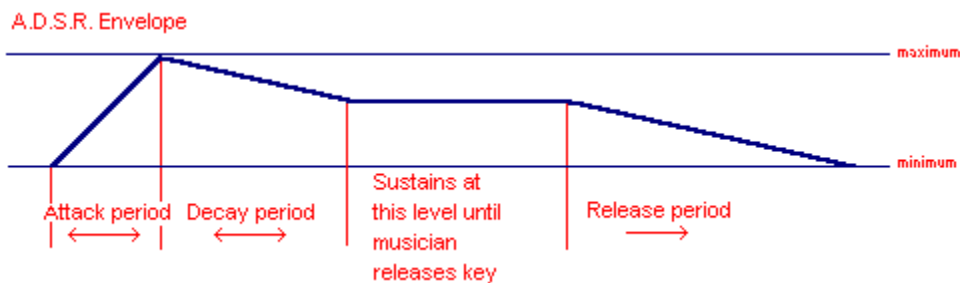 A.D.S.R. Envelope
maximum
minimum
Attack period
Decay period
Sustains at
this level until
musician
releases key
Release period